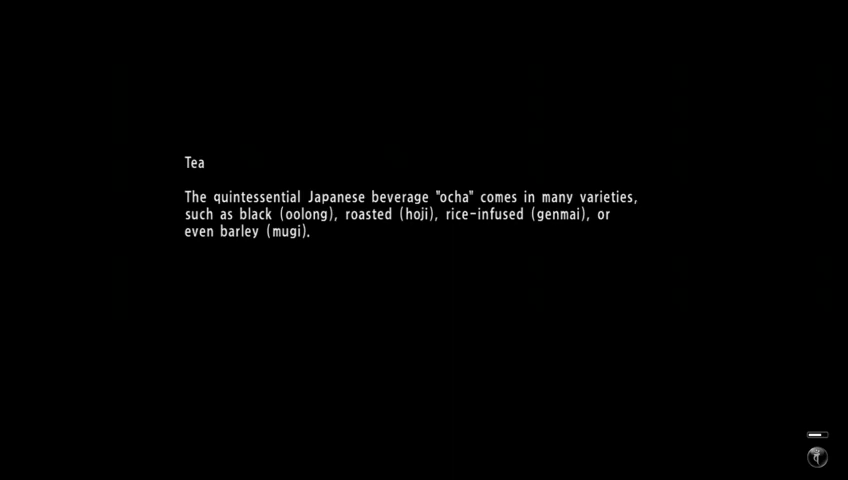 Tea
The quintessential Japanese beverage "ocha" comes in many varieties,
such as black (oolong), roasted (hoji), rice-infused (genmai), or
even barley (mugi).